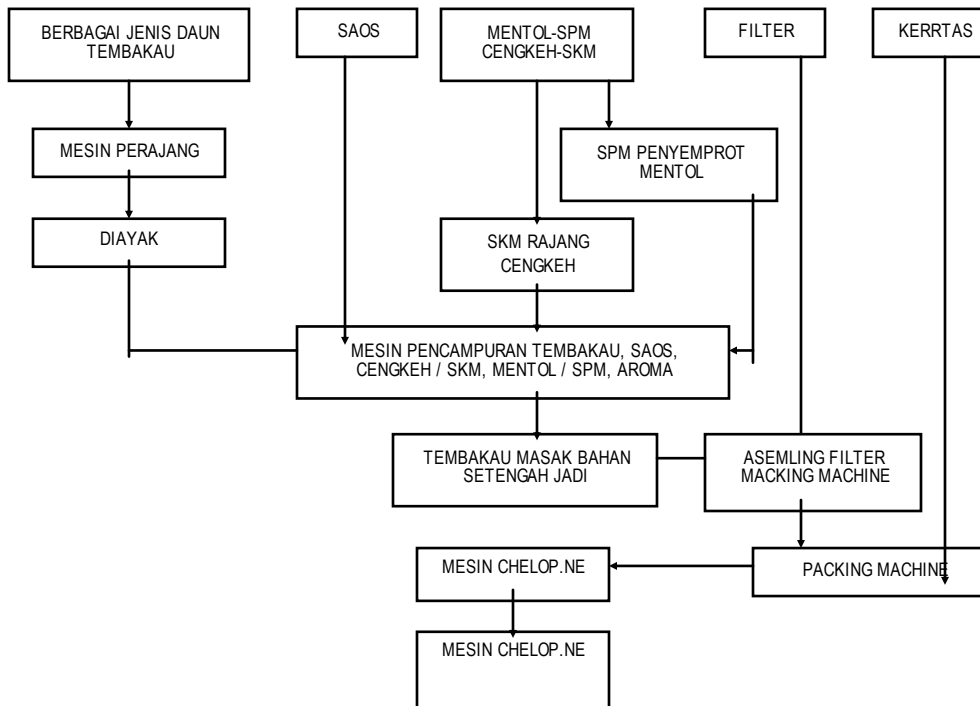 BERBAGAI JENIS DAUN
TEMBAKAU
SAOS
MENTOL-SPM
CENGKEH-SKM
FILTER
KERRTAS
MESIN PERAJANG
SPM PENYEMPROT
MENTOL
DIAYAK
SKM RAJANG
CENGKEH
MESIN PENCAMPURAN TEMBAKAU, SAOS,
CENGKEH / SKM, MENTOL / SPM, AROMA
TEMBAKAU MASAK BAHAN
SETENGAH JADI
ASEMLING FILTER
MACKING MACHINE
MESIN CHELOP.NE
PACKING MACHINE
MESIN CHELOP.NE